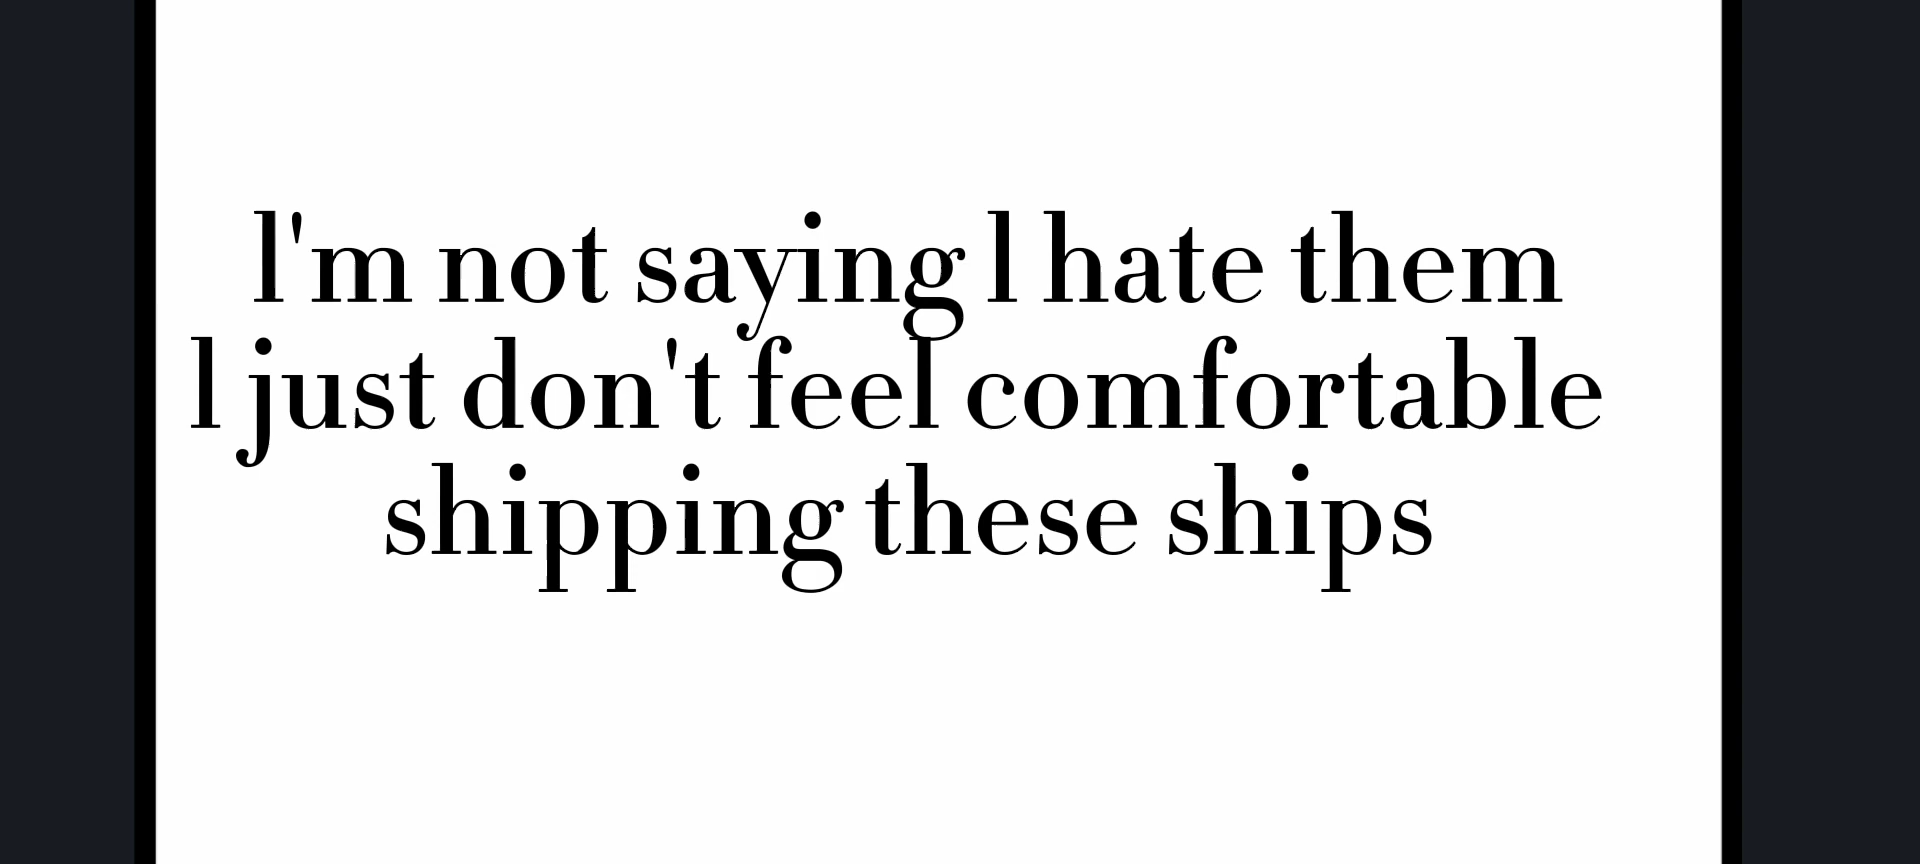 I'm not saying I hate them
I just don't feel comfortable
shipping these ships